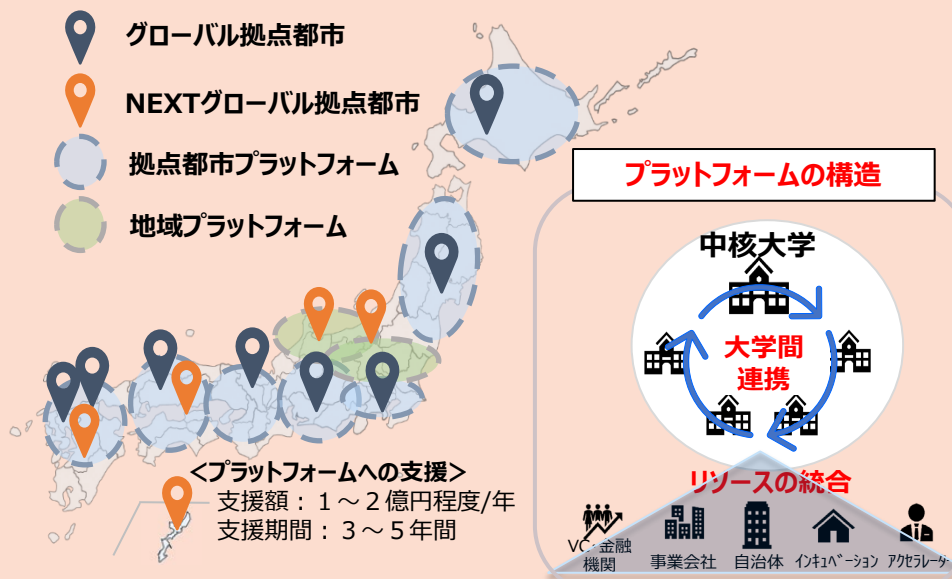 グローバル拠点都市
NEXTグローバル拠点都市
拠点都市プラットフォーム
地域プラットフォーム
<プラットフォームへの支援>
支援額：１～２億円程度/年
支援期間：３～５年間
プラットフォームの構造
中核大学
大学間
連携
リソースの統合
VC・金融
機関
事業会社
自治体
ｲﾝｷｭﾍﾞｰｼｮﾝ
ｱｸｾﾗﾚｰﾀｰ